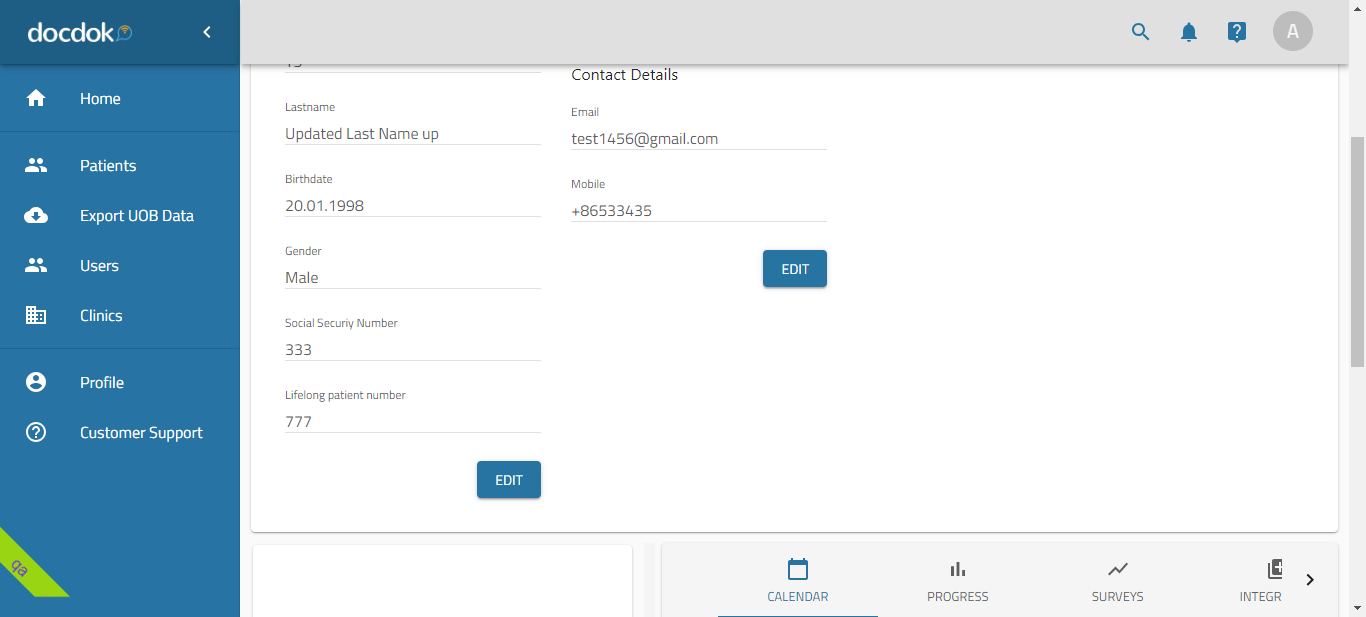 docdok
A
Home
Patients
Export UOB Data
Users
Clinics
Profile
Customer Support
qa
Lastname
Updated Last Name up
Birthdate
20.01.1998
Gender
Male
Social Securiy Number
333
Lifelong patient number
777
EDIT
Contact Details
Email
test1456@gmail.com
Mobile
+86533435
EDIT
CALENDAR
PROGRESS
SURVEYS
INTEGR